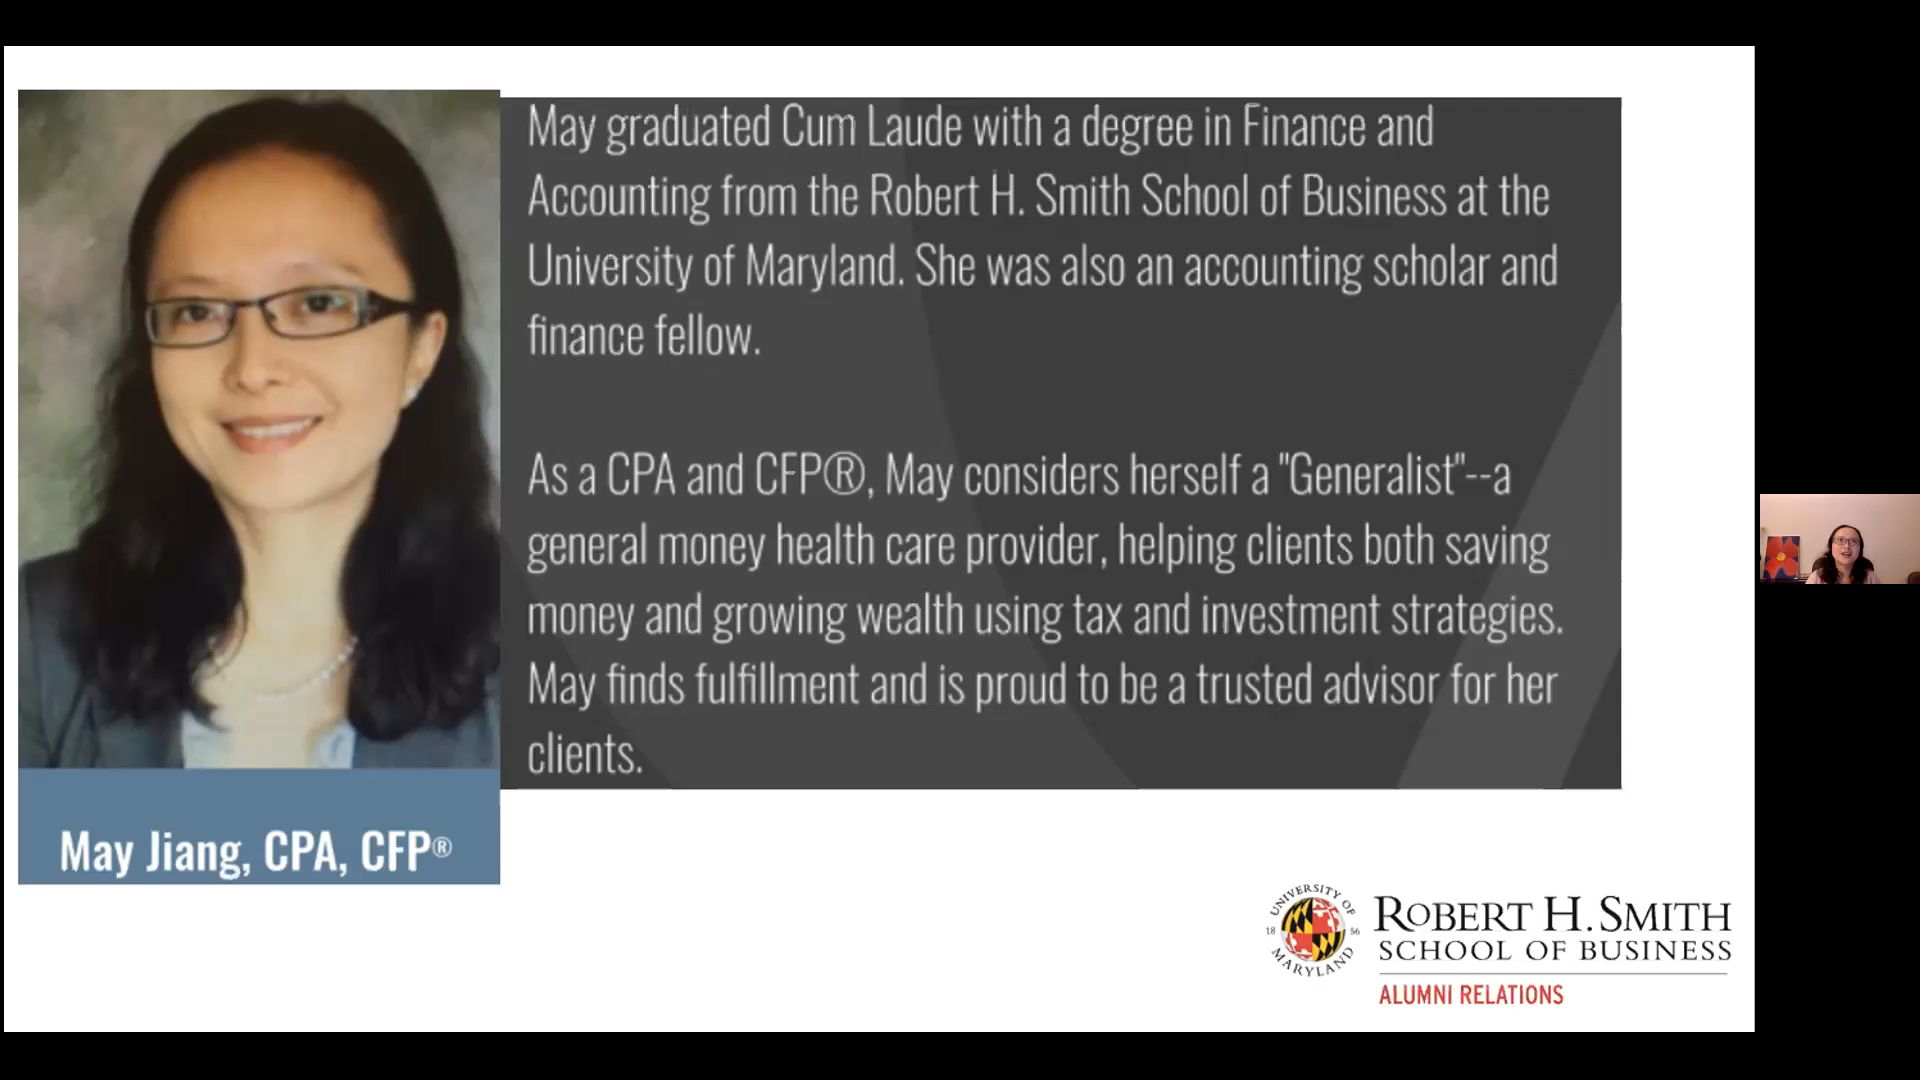 May graduated Cum Laude with a degree in Finance and
Accounting from the Robert H. Smith School of Business at the
University of Maryland. She was also an accounting scholar and
finance fellow.
As a CPA and CFP®, May considers herself a "Generalist"--a
general money health care provider, helping clients both saving
money and growing wealth using tax and investment strategies.
May finds fulfillment and is proud to be a trusted advisor for her
clients.
May Jiang, CPA, CFP®
UNIVERSITY OF
18 56
MARYLAND
ROBERT H. SMITH
SCHOOL OF BUSINESS
ALUMNI RELATIONS